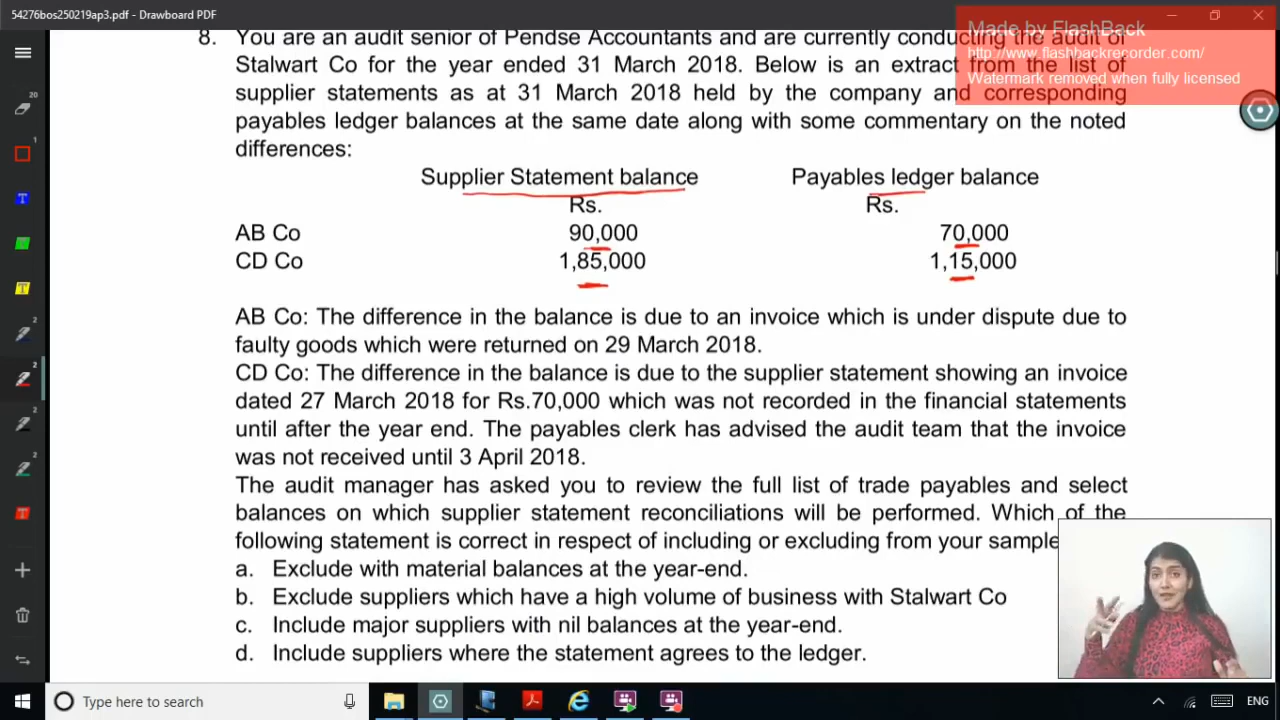 54276bos250219ap3.pdf - Drawboard PDF
Made by FlashBack
http://www.flashbackrecorder.com/
Watermark removed when fully licensed
8. You are an audit senior of Pendse Accountants and are currently conducting the audit of
Stalwart Co for the year ended 31 March 2018. Below is an extract from the list of
supplier statements as at 31 March 2018 held by the company and corresponding
payables ledger balances at the same date along with some commentary on the noted
differences:
Supplier Statement balance Payables ledger balance
Rs. Rs.
AB Co 90,000 70,000
CD Co 1,85,000 1,15,000
AB Co: The difference in the balance is due to an invoice which is under dispute due to
faulty goods which were returned on 29 March 2018.
CD Co: The difference in the balance is due to the supplier statement showing an invoice
dated 27 March 2018 for Rs.70,000 which was not recorded in the financial statements
until after the year end. The payables clerk has advised the audit team that the invoice
was not received until 3 April 2018.
The audit manager has asked you to review the full list of trade payables and select
balances on which supplier statement reconciliations will be performed. Which of the
following statement is correct in respect of including or excluding from your sample
a. Exclude with material balances at the year-end.
b. Exclude suppliers which have a high volume of business with Stalwart Co
c. Include major suppliers with nil balances at the year-end.
d. Include suppliers where the statement agrees to the ledger.
20
1
T
T
2
2
2
2
T
Type here to search
ENG